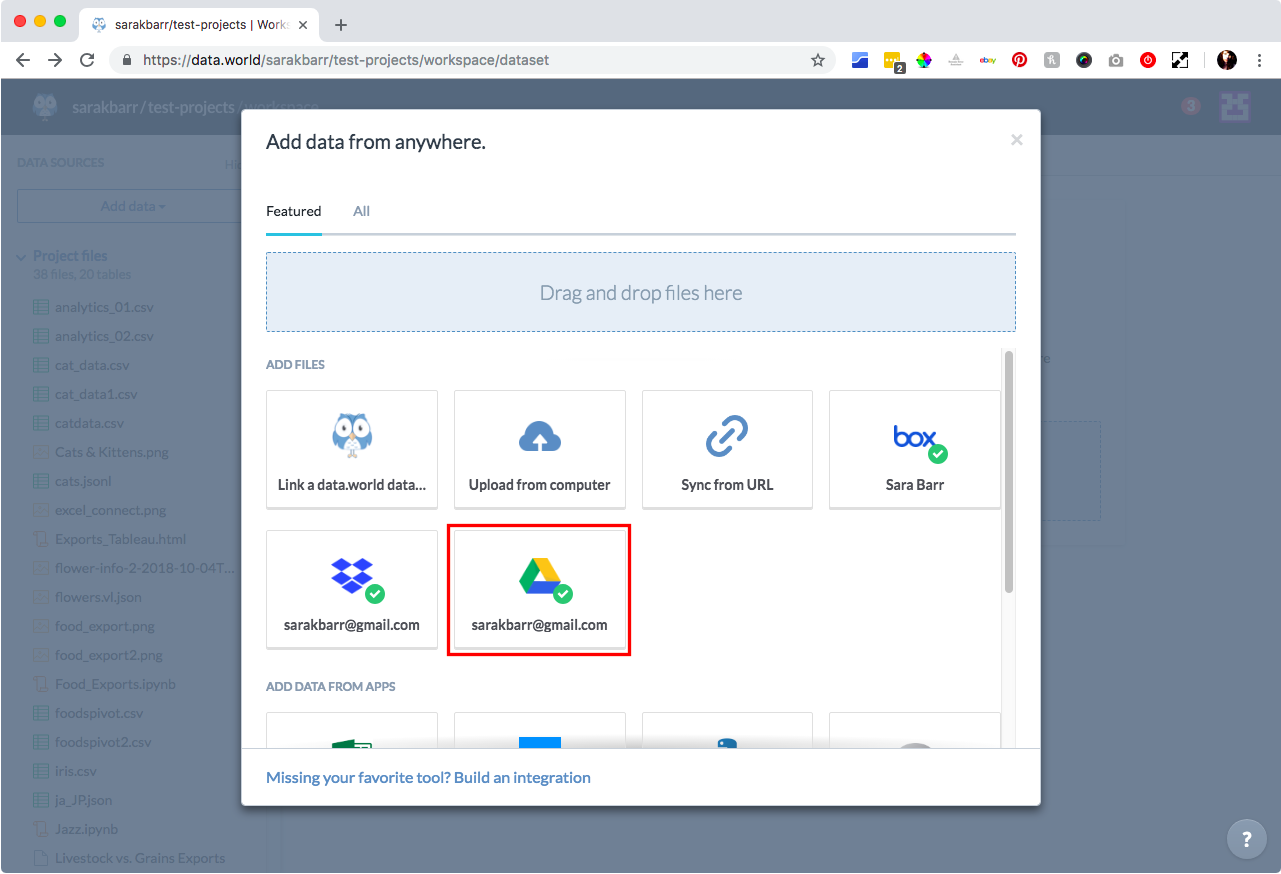 sarakbarr/test-projects | Works
https://data.world/sarakbarr/test-projects/workspace/dataset
2
ebay
sarakbarr / test-projects / workspace
3
Add data from anywhere.
DATA SOURCES
Add data
Featured
All
Project files
38 files, 20 tables
Drag and drop files here
analytics_01.csv
analytics_02.csv
cat_data.csv
cat_data1.csv
catdata.csv
Cats & Kittens.png
cats.jsonl
excel_connect.png
Exports_Tableau.html
flower-info-2-2018-10-04T...
flowers.vl.json
food_export.png
food_export2.png
Food_Exports.ipynb
foodspivot.csv
foodspivot2.csv
iris.csv
ja_JP.json
Jazz.ipynb
Livestock vs. Grains Exports
ADD FILES
Link a data.world data...
Upload from computer
Sync from URL
box
Sara Barr
sarakbarr@gmail.com
sarakbarr@gmail.com
ADD DATA FROM APPS
Missing your favorite tool? Build an integration
?